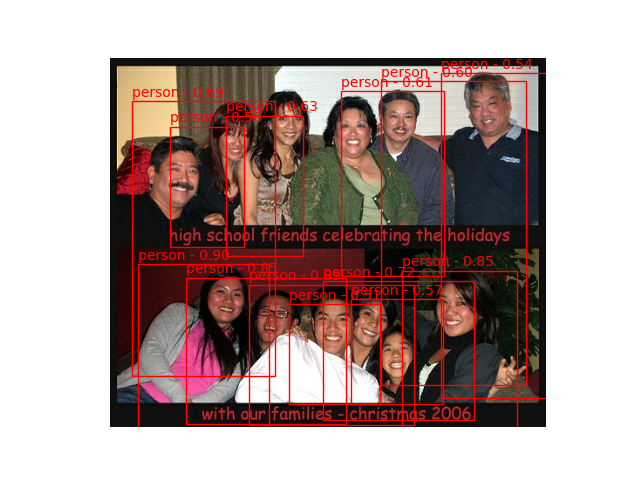 person - 0.54
person - 0.60
person - 0.61
person - 0.69
person - 0.63
high school friends celebrating the holidays
person - 0.90
person - 0.85
person - 0.85
person - 0.72
person - 0.57
with our families - christmas 2006